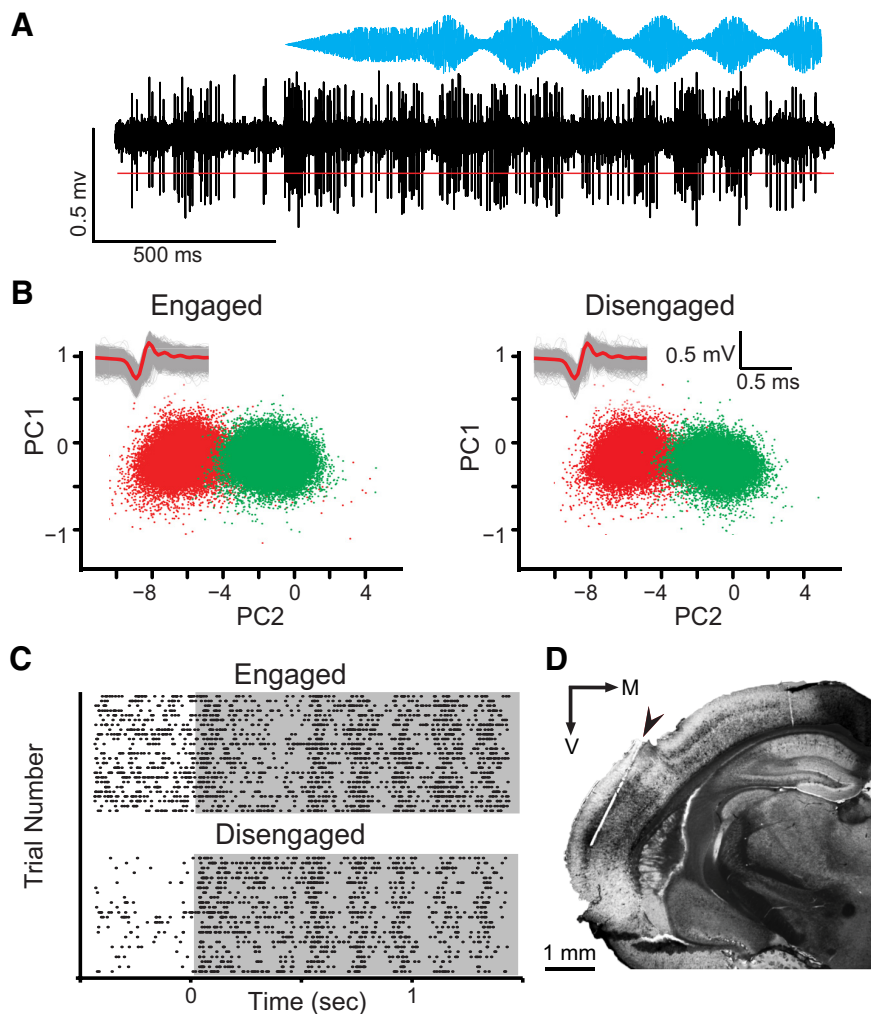 A
0.5 mv
500 ms
B
Engaged
Disengaged
1
0
−1
PC1
−8
−4
0
4
PC2
1
0
−1
PC1
0.5 mV
0.5 ms
−8
−4
0
4
PC2
C
Engaged
Disengaged
Trial Number
0
1
Time (sec)
D
M
V
1 mm